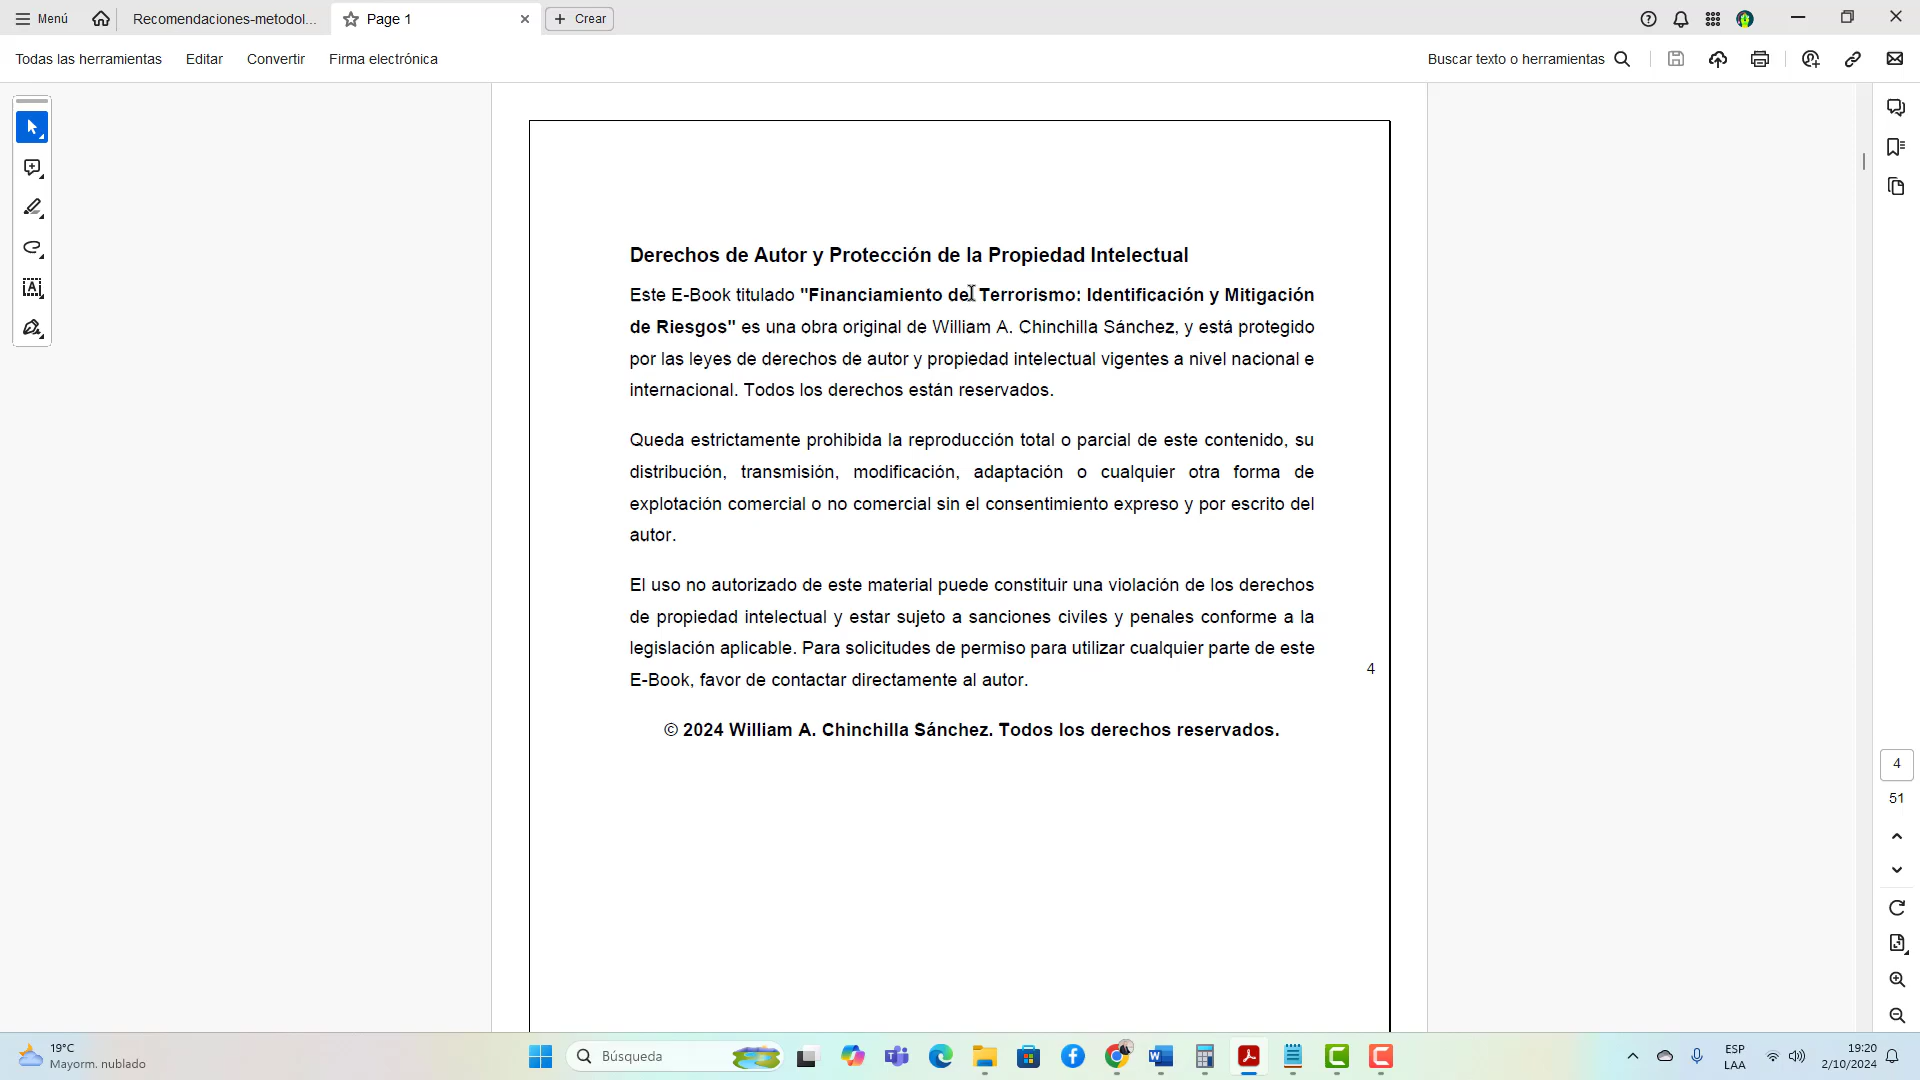 Menú
Recomendaciones-metodol...
Page 1
Crear
Todas las herramientas
Editar
Convertir
Firma electrónica
Buscar texto o herramientas
Derechos de Autor y Protección de la Propiedad Intelectual
Este E-Book titulado "Financiamiento del Terrorismo: Identificación y Mitigación
de Riesgos" es una obra original de William A. Chinchilla Sánchez, y está protegido
por las leyes de derechos de autor y propiedad intelectual vigentes a nivel nacional e
internacional. Todos los derechos están reservados.
Queda estrictamente prohibida la reproducción total o parcial de este contenido, su
distribución, transmisión, modificación, adaptación o cualquier otra forma de
explotación comercial o no comercial sin el consentimiento expreso y por escrito del
autor.
El uso no autorizado de este material puede constituir una violación de los derechos
de propiedad intelectual y estar sujeto a sanciones civiles y penales conforme a la
legislación aplicable. Para solicitudes de permiso para utilizar cualquier parte de este
E-Book, favor de contactar directamente al autor.
4
© 2024 William A. Chinchilla Sánchez. Todos los derechos reservados.
4
51
19°C
Mayorm. nublado
Búsqueda
ESP
LAA
19:20
2/10/2024